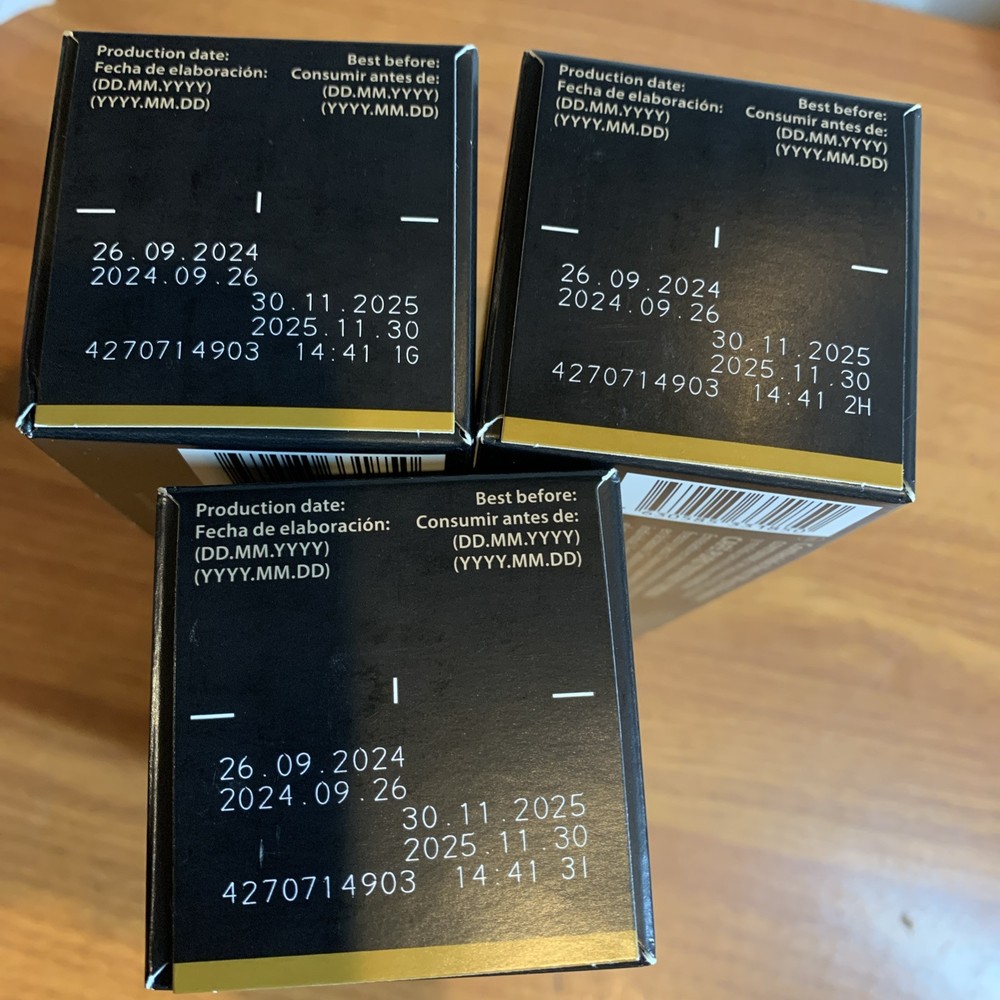 Production date:
Fecha de elaboración:
(DD.MM.YYYY)
(YYYY.MM.DD)
Best before:
Consumir antes de:
(DD.MM.YYYY)
(YYYY.MM.DD)
26.09.2024
2024.09.26
30.11.2025
2025.11.30
4270714903 14:41 1G
Production date:
Fecha de elaboración:
(DD.MM.YYYY)
(YYYY.MM.DD)
Best before:
Consumir antes de:
(DD.MM.YYYY)
(YYYY.MM.DD)
26.09.2024
2024.09.26
30.11.2025
2025.11.30
4270714903 14:41 2H
Production date:
Fecha de elaboración:
(DD.MM.YYYY)
(YYYY.MM.DD)
Best before:
Consumir antes de:
(DD.MM.YYYY)
(YYYY.MM.DD)
26.09.2024
2024.09.26
30.11.2025
2025.11.30
4270714903 14:41 3I